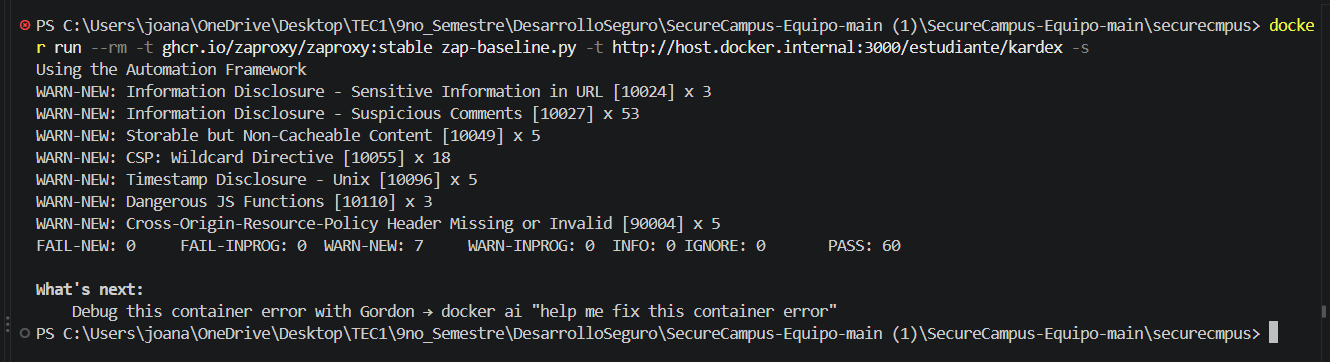 PS C:\Users\joana\OneDrive\Desktop\TEC1\9no_Semestre\DesarrolloSeguro\SecureCampus-Equipo-main (1)\SecureCampus-Equipo-main\securecmpus> docke
r run --rm -t ghcr.io/zaproxy/zaproxy:stable zap-baseline.py -t http://host.docker.internal:3000/estudiante/kardex -s
Using the Automation Framework
WARN-NEW: Information Disclosure - Sensitive Information in URL [10024] x 3
WARN-NEW: Information Disclosure - Suspicious Comments [10027] x 53
WARN-NEW: Storable but Non-Cacheable Content [10049] x 5
WARN-NEW: CSP: Wildcard Directive [10055] x 18
WARN-NEW: Timestamp Disclosure - Unix [10096] x 5
WARN-NEW: Dangerous JS Functions [10110] x 3
WARN-NEW: Cross-Origin-Resource-Policy Header Missing or Invalid [90004] x 5
FAIL-NEW: 0     FAIL-INPROG: 0  WARN-NEW: 7     WARN-INPROG: 0  INFO: 0 IGNORE: 0       PASS: 60
What's next:
    Debug this container error with Gordon → docker ai "help me fix this container error"
PS C:\Users\joana\OneDrive\Desktop\TEC1\9no_Semestre\DesarrolloSeguro\SecureCampus-Equipo-main (1)\SecureCampus-Equipo-main\securecmpus>